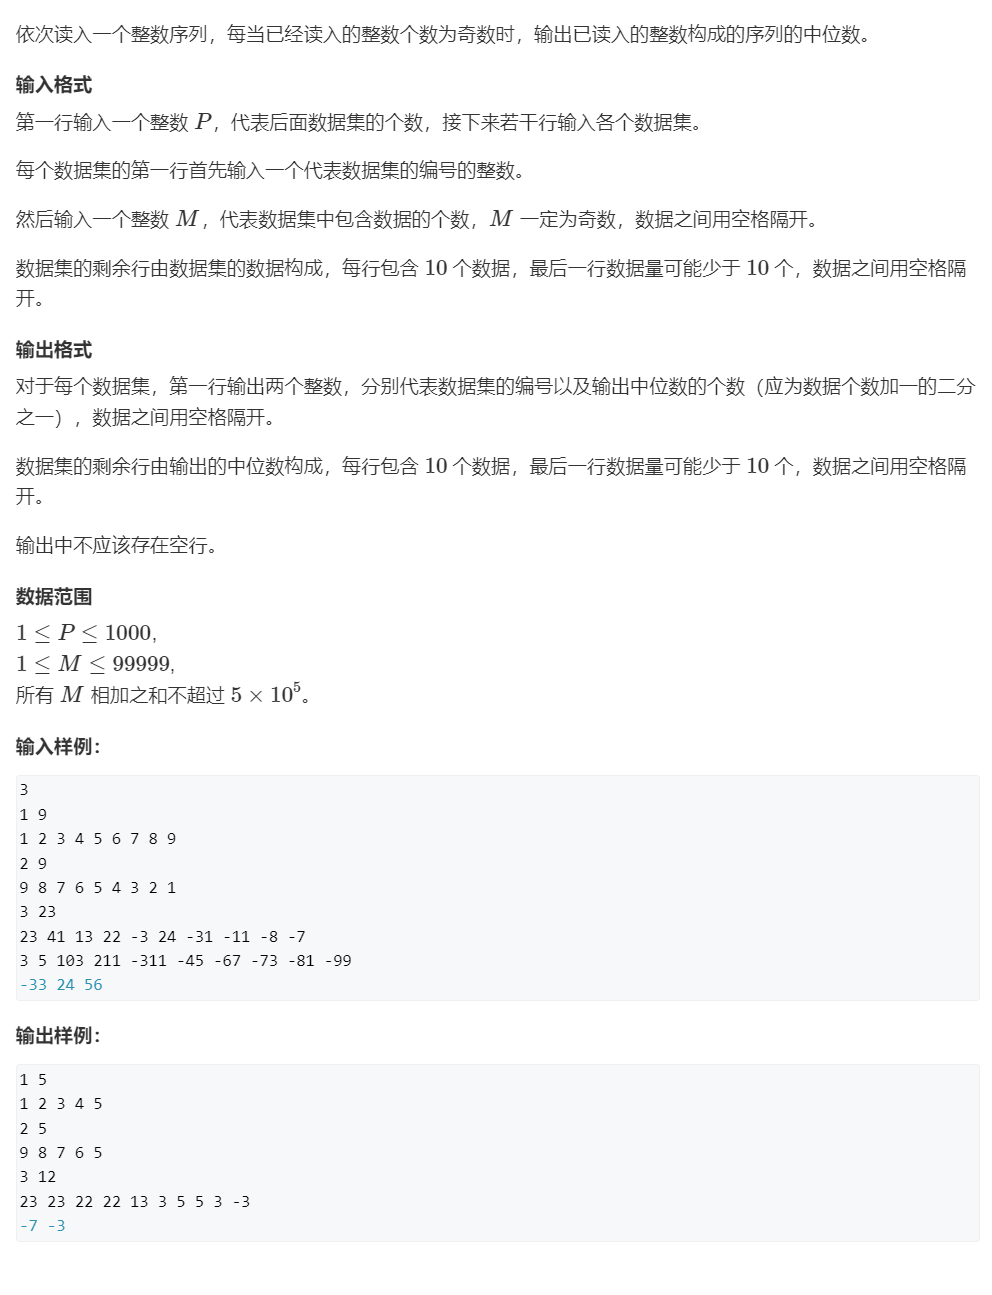 依次读入一个整数序列，每当已经读入的整数个数为奇数时，输出已读入的整数构成的序列的中位数。
输入格式
第一行输入一个整数 P，代表后面数据集的个数，接下来若干行输入各个数据集。
每个数据集的第一行首先输入一个代表数据集的编号的整数。
然后输入一个整数 M，代表数据集中包含数据的个数，M 一定为奇数，数据之间用空格隔开。
数据集的剩余行由数据集的数据构成，每行包含 10 个数据，最后一行数据量可能少于 10 个，数据之间用空格隔
开。
输出格式
对于每个数据集，第一行输出两个整数，分别代表数据集的编号以及输出中位数的个数（应为数据个数加一的二分
之一），数据之间用空格隔开。
数据集的剩余行由输出的中位数构成，每行包含 10 个数据，最后一行数据量可能少于 10 个，数据之间用空格隔
开。
输出中不应该存在空行。
数据范围
1 ≤ P ≤ 1000,
1 ≤ M ≤ 99999,
所有 M 相加之和不超过 5 × 10⁵。
输入样例：
3
1 9
1 2 3 4 5 6 7 8 9
2 9
9 8 7 6 5 4 3 2 1
3 23
23 41 13 22 -3 24 -31 -11 -8 -7
3 5 103 211 -311 -45 -67 -73 -81 -99
-33 24 56
输出样例：
1 5
1 2 3 4 5
2 5
9 8 7 6 5
3 12
23 23 22 22 13 3 5 5 3 -3
-7 -3